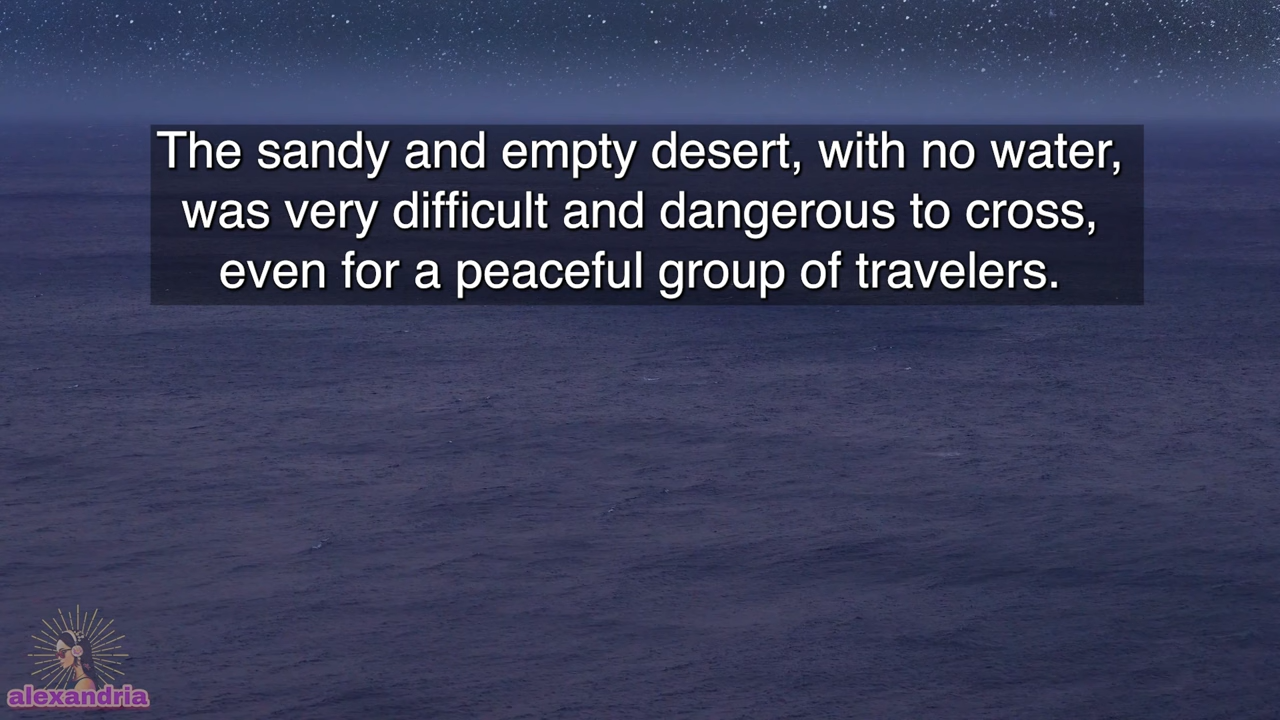 The sandy and empty desert, with no water,
was very difficult and dangerous to cross,
even for a peaceful group of travelers.
alexandria